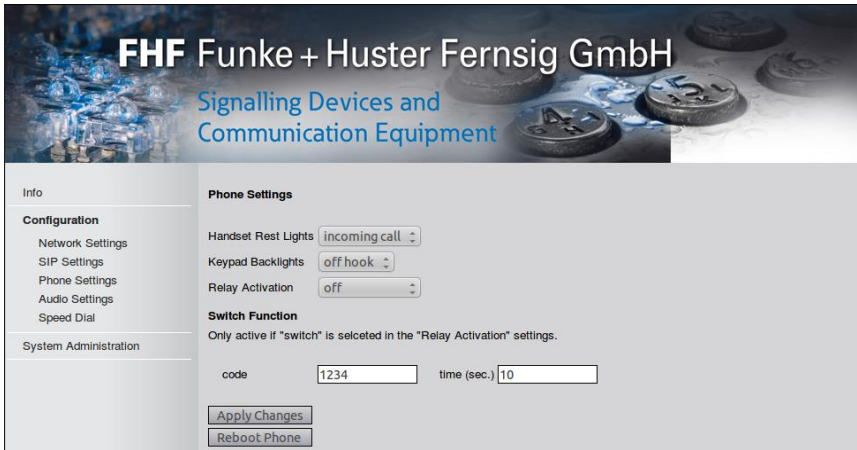 FHF Funke + Huster Fernsig GmbH
Signalling Devices and
Communication Equipment
4
G H I
5
J K L
Info
Configuration
Network Settings
SIP Settings
Phone Settings
Audio Settings
Speed Dial
System Administration
Phone Settings
Handset Rest Lights incoming call
Keypad Backlights off hook
Relay Activation off
Switch Function
Only active if "switch" is selceted in the "Relay Activation" settings.
code 1234 time (sec.) 10
Apply Changes
Reboot Phone